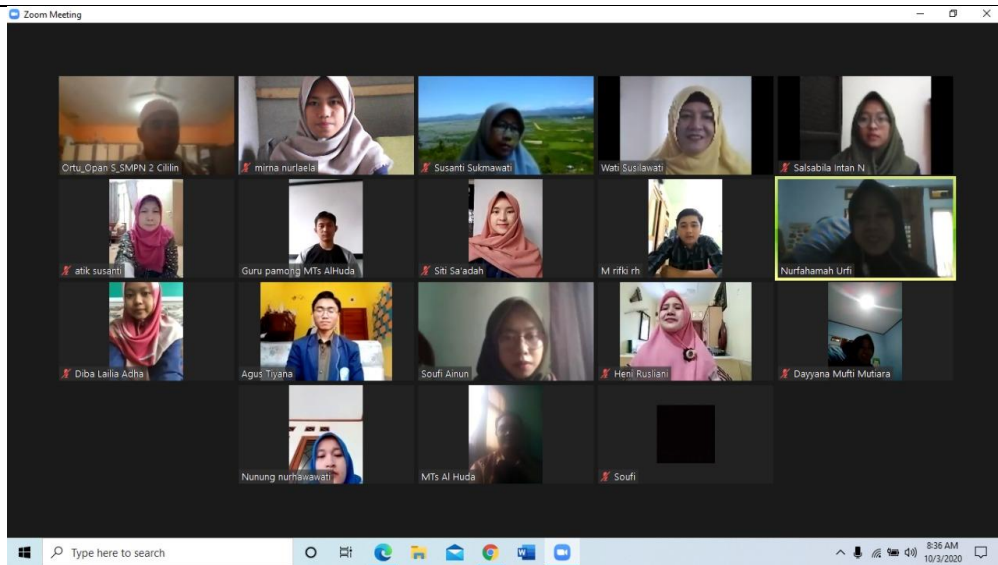 Zoom Meeting
Ortu_Opan S_SMPN 2 Cililin
mirna nurlaela
Susanti Sukmawati
Wati Susilawati
Salsabila Intan N
atik susanti
Guru pamong MTs AlHuda
Siti Sa'adah
M rifki rh
Nurfahamah Urfi
Diba Lailia Adha
Agus Tiyana
Soufi Ainun
Heni Rusliani
Dayyana Mufti Mutiara
Nunung nurhawawati
MTs Al Huda
Soufi
Type here to search
8:36 AM
10/3/2020